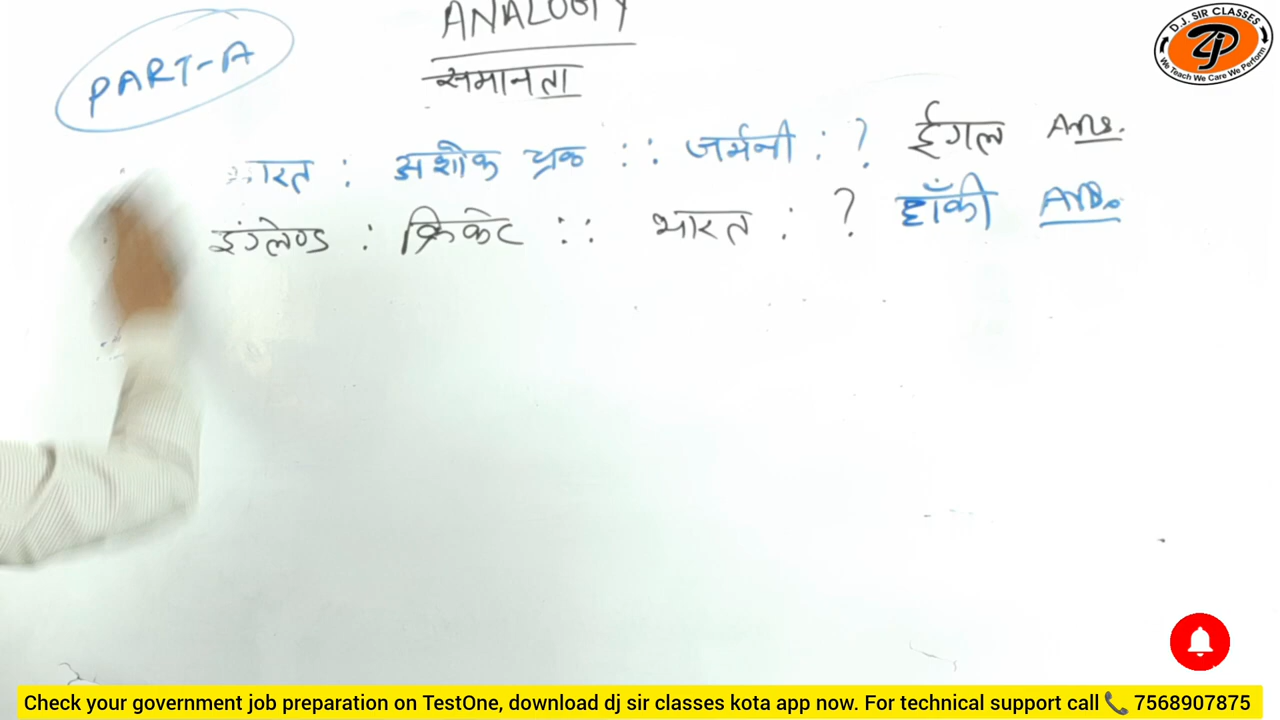 ANALOGY
समानता
PART-A
D.J. SIR CLASSES
We Teach We Care We Perform
भारत : अशोक चक्र :: जर्मनी : ? ईगल Ans.
इंग्लेण्ड : क्रिकेट :: भारत : ? हॉंकी Ans.
Check your government job preparation on TestOne, download dj sir classes kota app now. For technical support call 📞 7568907875